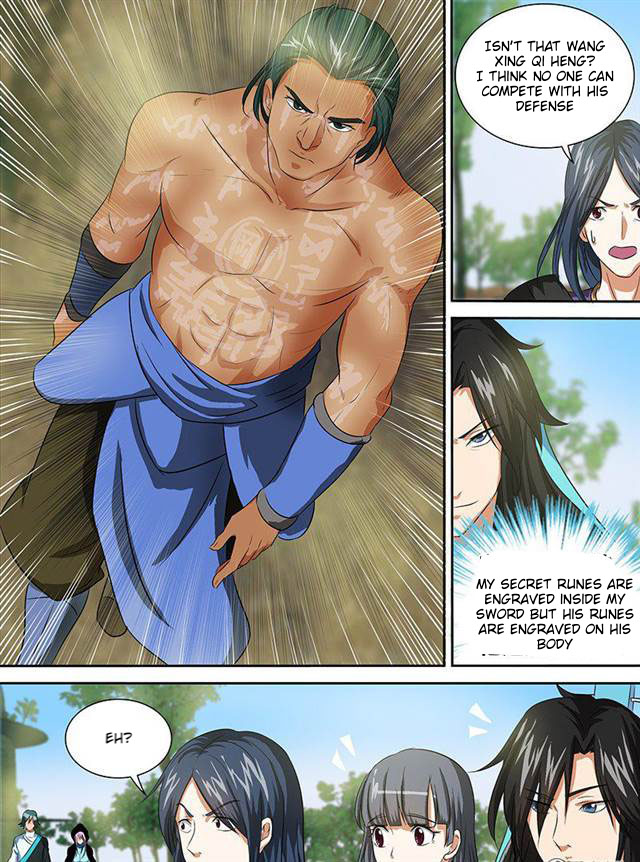 ISN'T THAT WANG
XING QI HENG?
I THINK NO ONE CAN
COMPETE WITH HIS
DEFENSE
MY SECRET RUNES ARE
ENGRAVED INSIDE MY
SWORD BUT HIS RUNES
ARE ENGRAVED ON HIS
BODY
EH?